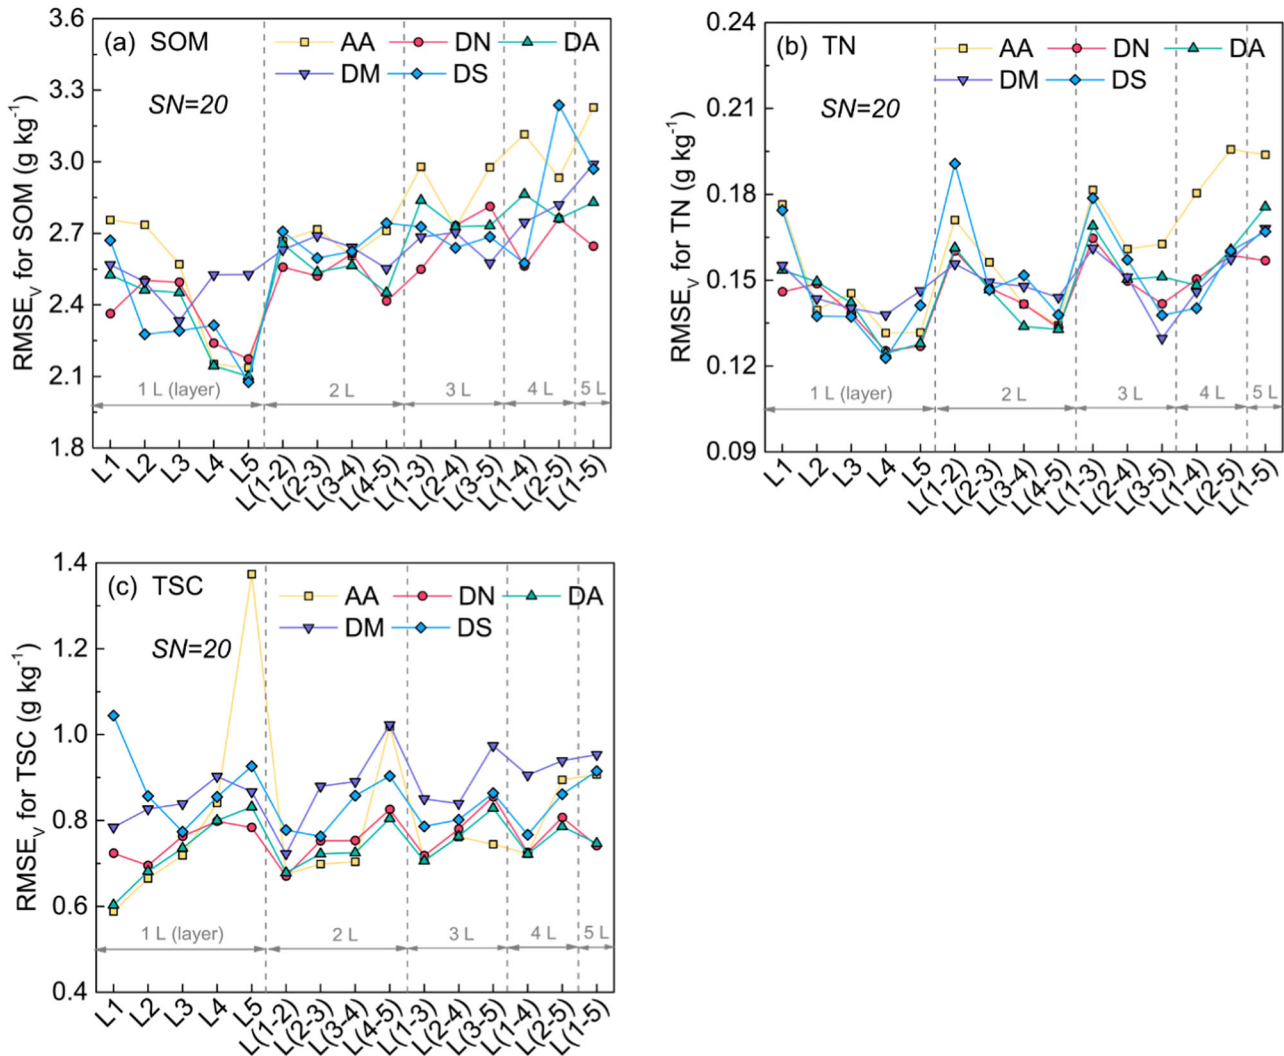 (a) SOM
AA DN DA
DM DS
SN=20
RMSE_V for SOM (g kg⁻¹)
3.6
3.3
3.0
2.7
2.4
2.1
1.8
1 L (layer) 2 L 3 L 4 L 5 L
L1 L2 L3 L4 L5 L(1-2) L(2-3) L(3-4) L(4-5) L(1-3) L(2-4) L(3-5) L(1-4) L(2-5) L(1-5)
(b) TN
AA DN DA
DM DS
SN=20
RMSE_V for TN (g kg⁻¹)
0.24
0.21
0.18
0.15
0.12
0.09
1 L (layer) 2 L 3 L 4 L 5 L
L1 L2 L3 L4 L5 L(1-2) L(2-3) L(3-4) L(4-5) L(1-3) L(2-4) L(3-5) L(1-4) L(2-5) L(1-5)
(c) TSC
AA DN DA
DM DS
SN=20
RMSE_V for TSC (g kg⁻¹)
1.4
1.2
1.0
0.8
0.6
0.4
1 L (layer) 2 L 3 L 4 L 5 L
L1 L2 L3 L4 L5 L(1-2) L(2-3) L(3-4) L(4-5) L(1-3) L(2-4) L(3-5) L(1-4) L(2-5) L(1-5)